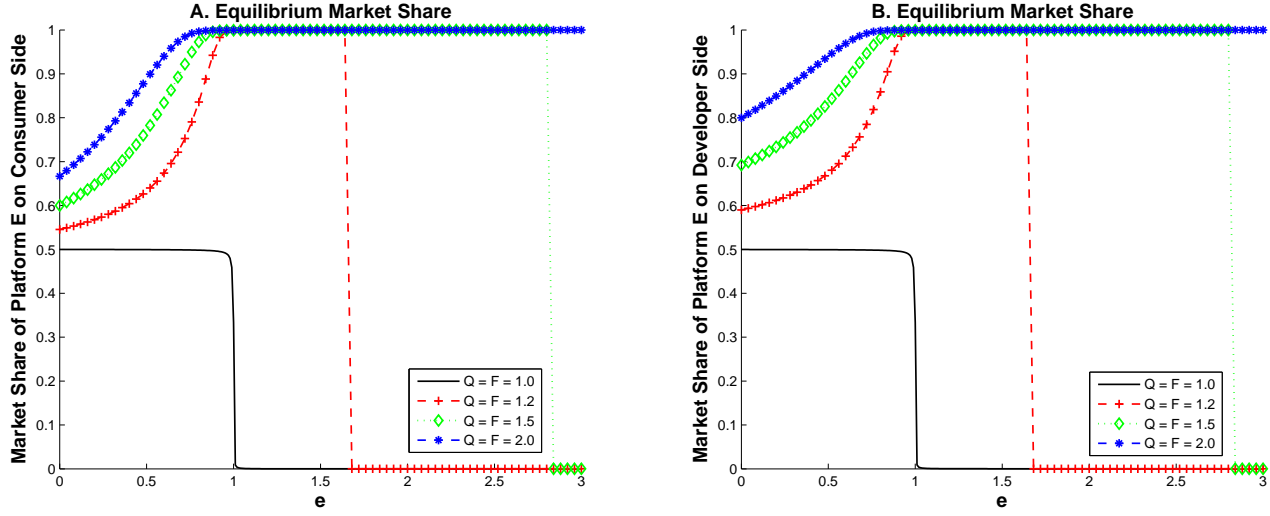 A. Equilibrium Market Share
Market Share of Platform E on Consumer Side
1
0.9
0.8
0.7
0.6
0.5
0.4
0.3
0.2
0.1
0
0 0.5 1 1.5 2 2.5 3
e
Q = F = 1.0
Q = F = 1.2
Q = F = 1.5
Q = F = 2.0
B. Equilibrium Market Share
Market Share of Platform E on Developer Side
1
0.9
0.8
0.7
0.6
0.5
0.4
0.3
0.2
0.1
0
0 0.5 1 1.5 2 2.5 3
e
Q = F = 1.0
Q = F = 1.2
Q = F = 1.5
Q = F = 2.0